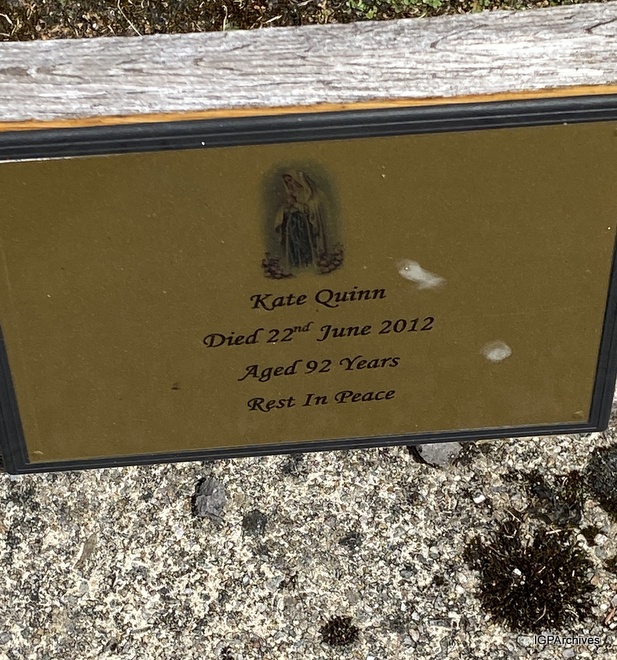 Kate Quinn
Died 22nd June 2012
Aged 92 Years
Rest In Peace
IGPArchives